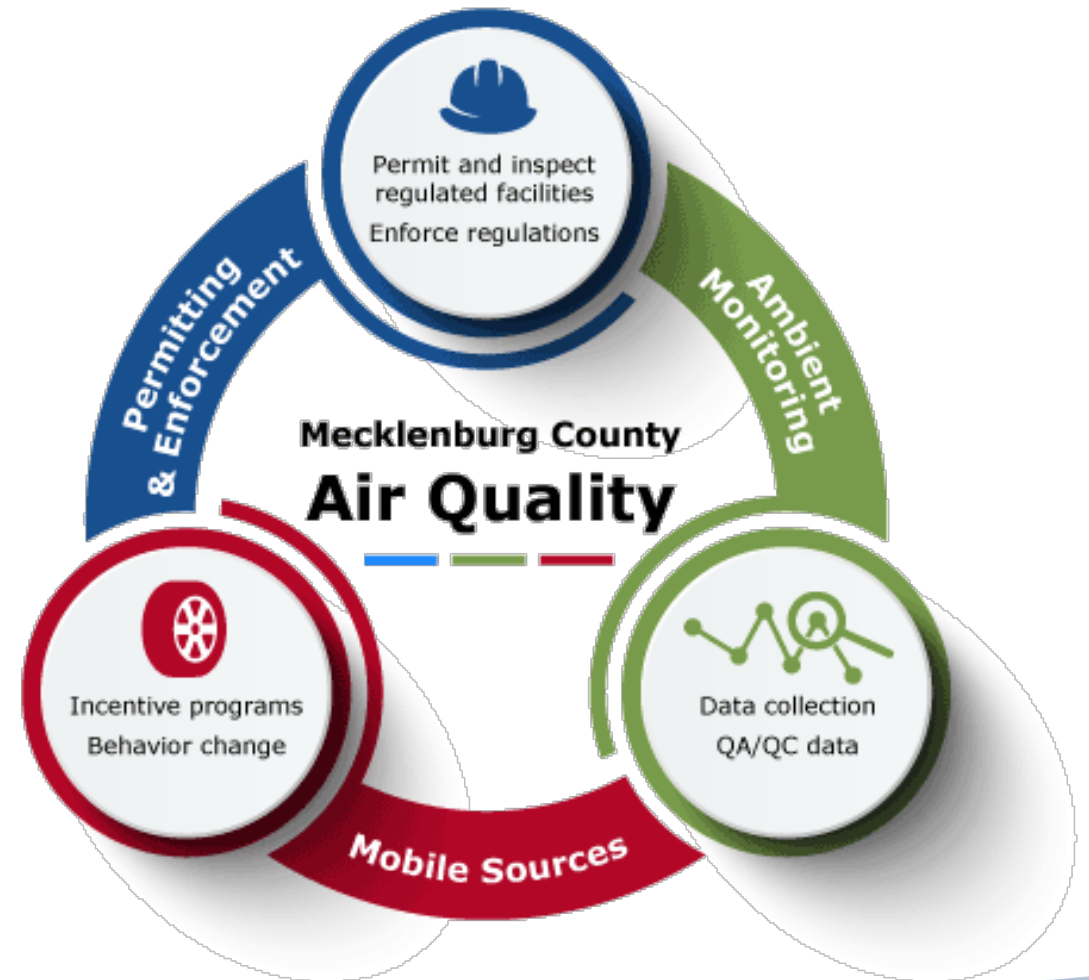 Permit and inspect
regulated facilities
Enforce regulations
Permitting
& Enforcement
Ambient
Monitoring
Mecklenburg County
Air Quality
Incentive programs
Behavior change
Data collection
QA/QC data
Mobile Sources